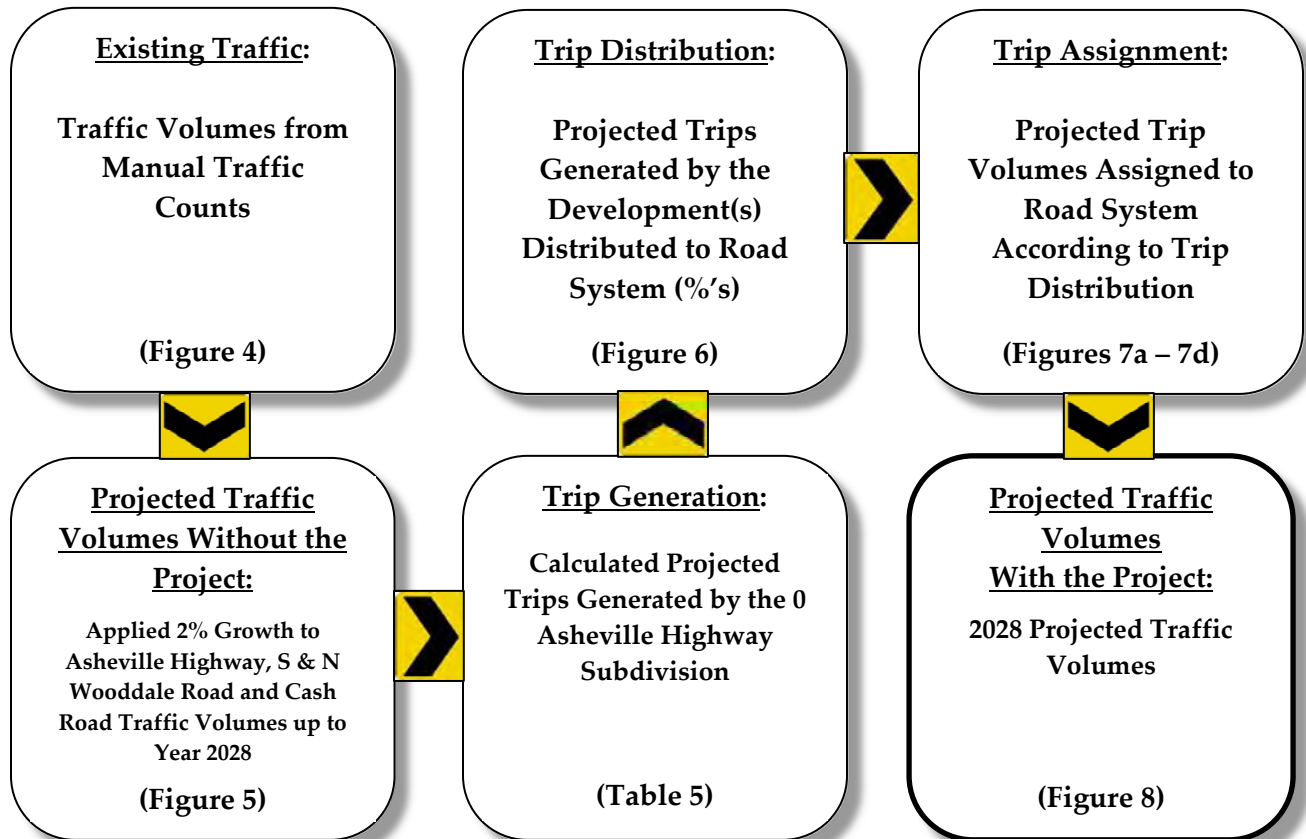 Existing Traffic:
Traffic Volumes from
Manual Traffic
Counts
(Figure 4)
Projected Traffic
Volumes Without the
Project:
Applied 2% Growth to
Asheville Highway, S & N
Wooddale Road and Cash
Road Traffic Volumes up to
Year 2028
(Figure 5)
Trip Generation:
Calculated Projected
Trips Generated by the 0
Asheville Highway
Subdivision
(Table 5)
Trip Distribution:
Projected Trips
Generated by the
Development(s)
Distributed to Road
System (%’s)
(Figure 6)
Trip Assignment:
Projected Trip
Volumes Assigned to
Road System
According to Trip
Distribution
(Figures 7a – 7d)
Projected Traffic
Volumes
With the Project:
2028 Projected Traffic
Volumes
(Figure 8)